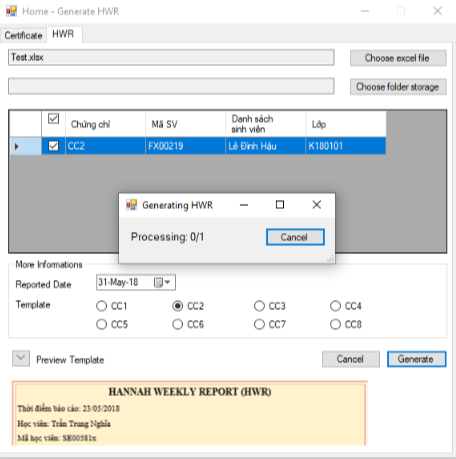 Home - Generate HWR
Certificate HWR
Test.xlsx
Choose excel file
Choose folder storage
Chứng chỉ Mã SV Danh sách sinh viên Lớp
CC2 FX00219 Lê Đình Hậu K180101
Generating HWR
Processing: 0/1 Cancel
More Informations
Reported Date 31-May-18
Template CC1 CC2 CC3 CC4
CC5 CC6 CC7 CC8
Preview Template Cancel Generate
HANNAH WEEKLY REPORT (HWR)
Thời điểm báo cáo: 23/05/2018
Học viên: Trần Trung Nghĩa
Mã học viên: SE00581x